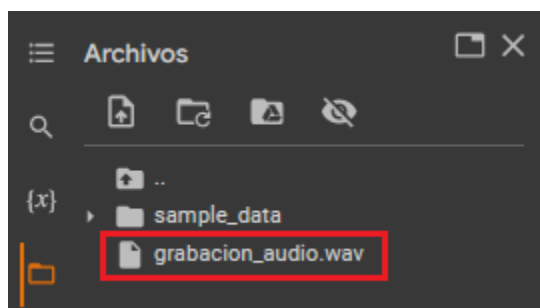 Archivos
{x}
..
sample_data
grabacion_audio.wav